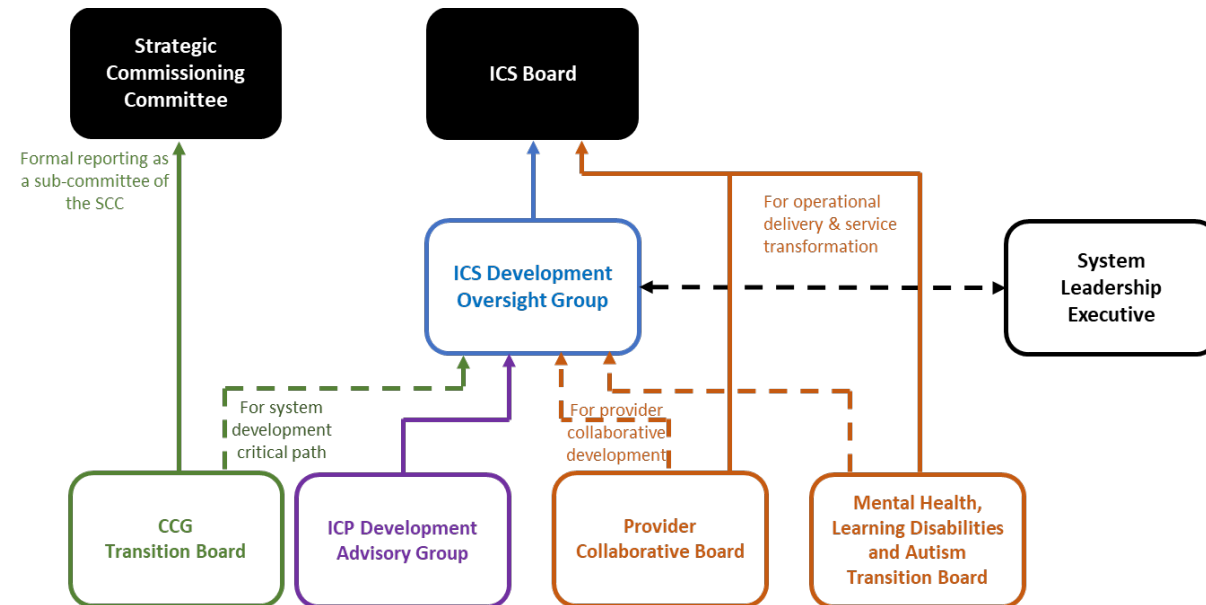 Strategic
Commissioning
Committee
ICS Board
Formal reporting as
a sub-committee of
the SCC
For operational
delivery & service
transformation
ICS Development
Oversight Group
System
Leadership
Executive
For system
development
critical path
For provider
collaborative
development
CCG
Transition Board
ICP Development
Advisory Group
Provider
Collaborative Board
Mental Health,
Learning Disabilities
and Autism
Transition Board